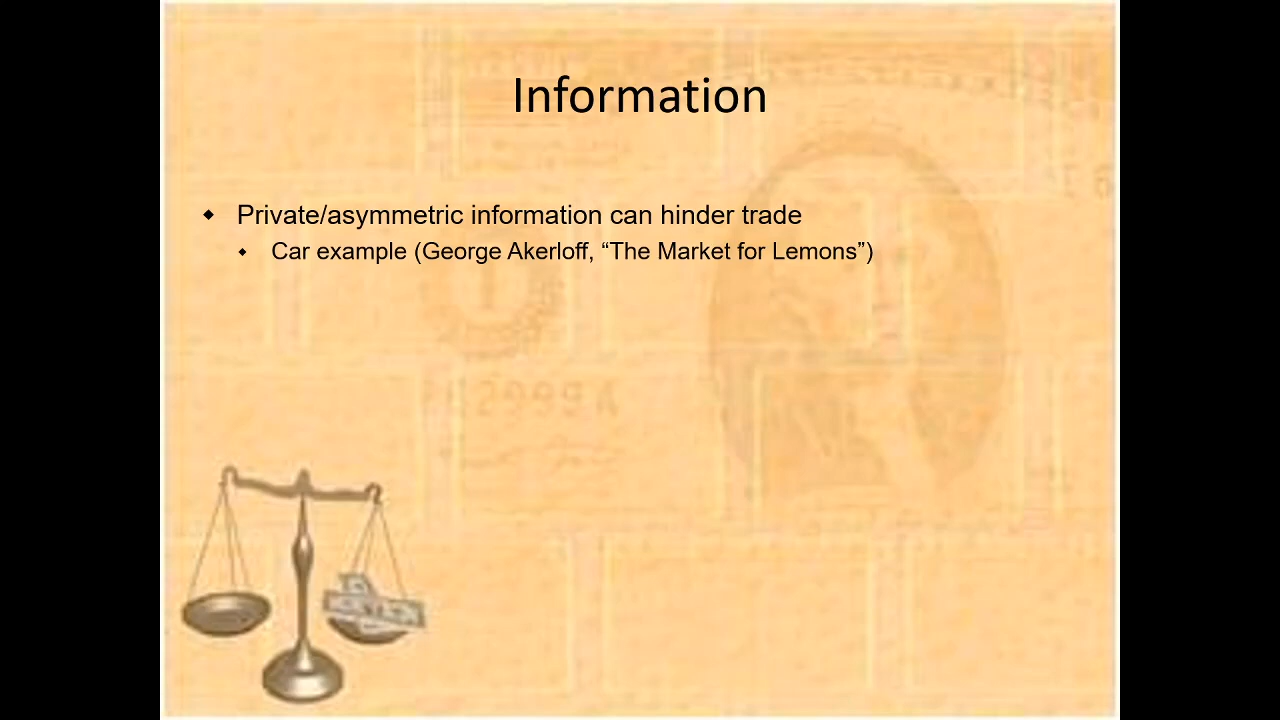 Information
Private/asymmetric information can hinder trade
Car example (George Akerloff, “The Market for Lemons”)